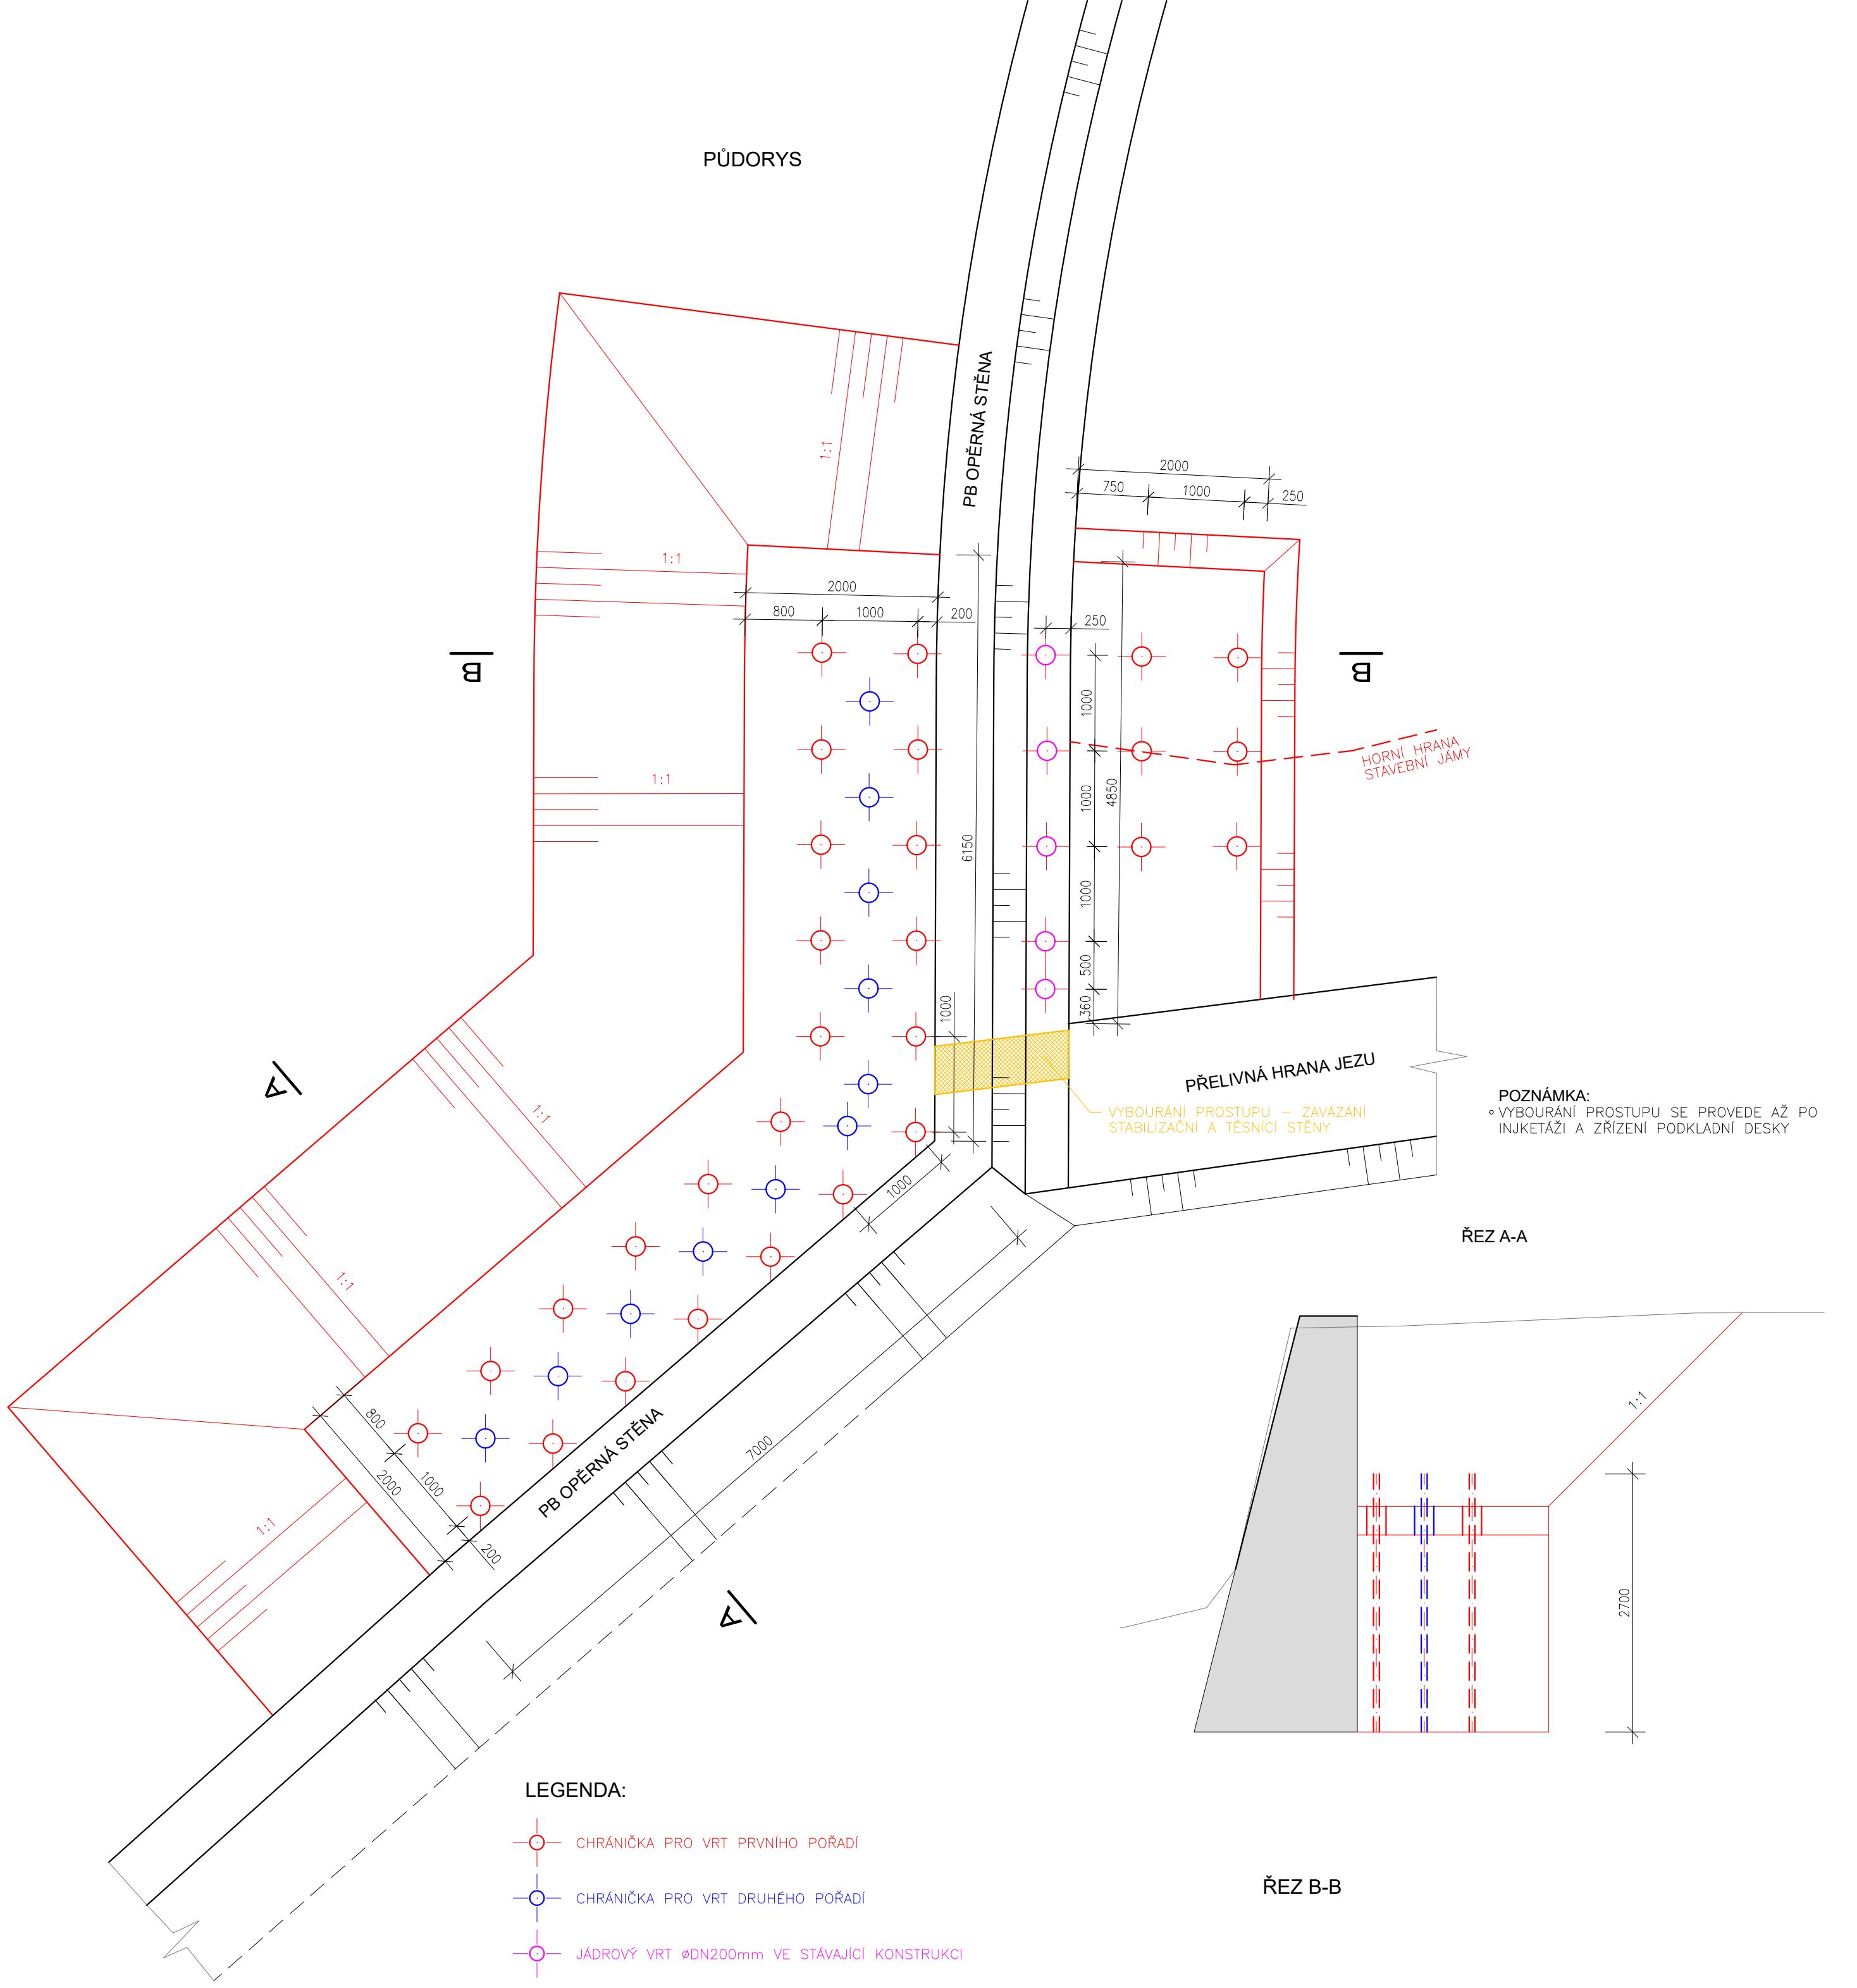 PŮDORYS
PB OPĚRNÁ STĚNA
1:1
2000
750
1000
250
1:1
2000
800
1000
200
250
B
B
1000
HORNÍ HRANA
STAVEBNÍ JÁMY
1:1
1000
4850
6150
1000
500
360
1000
A
PŘELIVNÁ HRANA JEZU
VYBOURÁNÍ PROSTUPU – ZAVÁZÁNÍ
STABILIZAČNÍ A TĚSNÍCÍ STĚNY
POZNÁMKA:
° VYBOURÁNÍ PROSTUPU SE PROVEDE AŽ PO
INJKETÁŽI A ZŘÍZENÍ PODKLADNÍ DESKY
1:1
1000
1:1
ŘEZ A-A
1:1
800
2000
1000
200
1:1
PB OPĚRNÁ STĚNA
7000
A
2700
LEGENDA:
CHRÁNIČKA PRO VRT PRVNÍHO POŘADÍ
CHRÁNIČKA PRO VRT DRUHÉHO POŘADÍ
JÁDROVÝ VRT ØDN200mm VE STÁVAJÍCÍ KONSTRUKCI
ŘEZ B-B